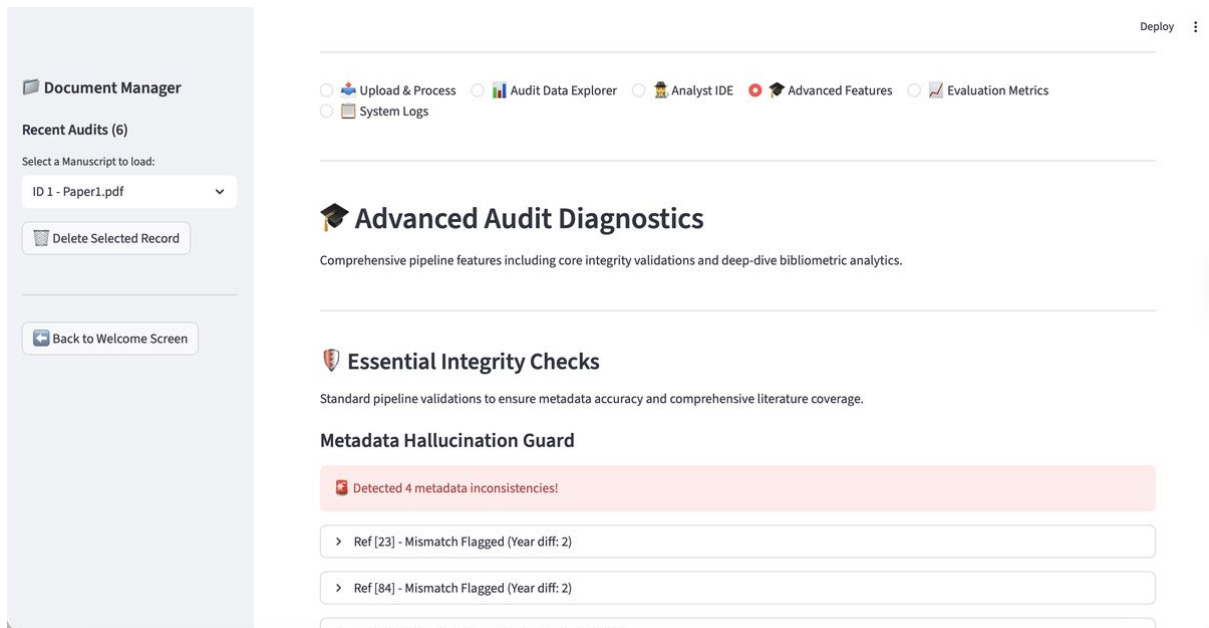 Deploy
Document Manager
Recent Audits (6)
Select a Manuscript to load:
ID 1 - Paper1.pdf
Delete Selected Record
Back to Welcome Screen
Upload & Process
Audit Data Explorer
Analyst IDE
Advanced Features
Evaluation Metrics
System Logs
Advanced Audit Diagnostics
Comprehensive pipeline features including core integrity validations and deep-dive bibliometric analytics.
Essential Integrity Checks
Standard pipeline validations to ensure metadata accuracy and comprehensive literature coverage.
Metadata Hallucination Guard
Detected 4 metadata inconsistencies!
Ref [23] - Mismatch Flagged (Year diff: 2)
Ref [84] - Mismatch Flagged (Year diff: 2)